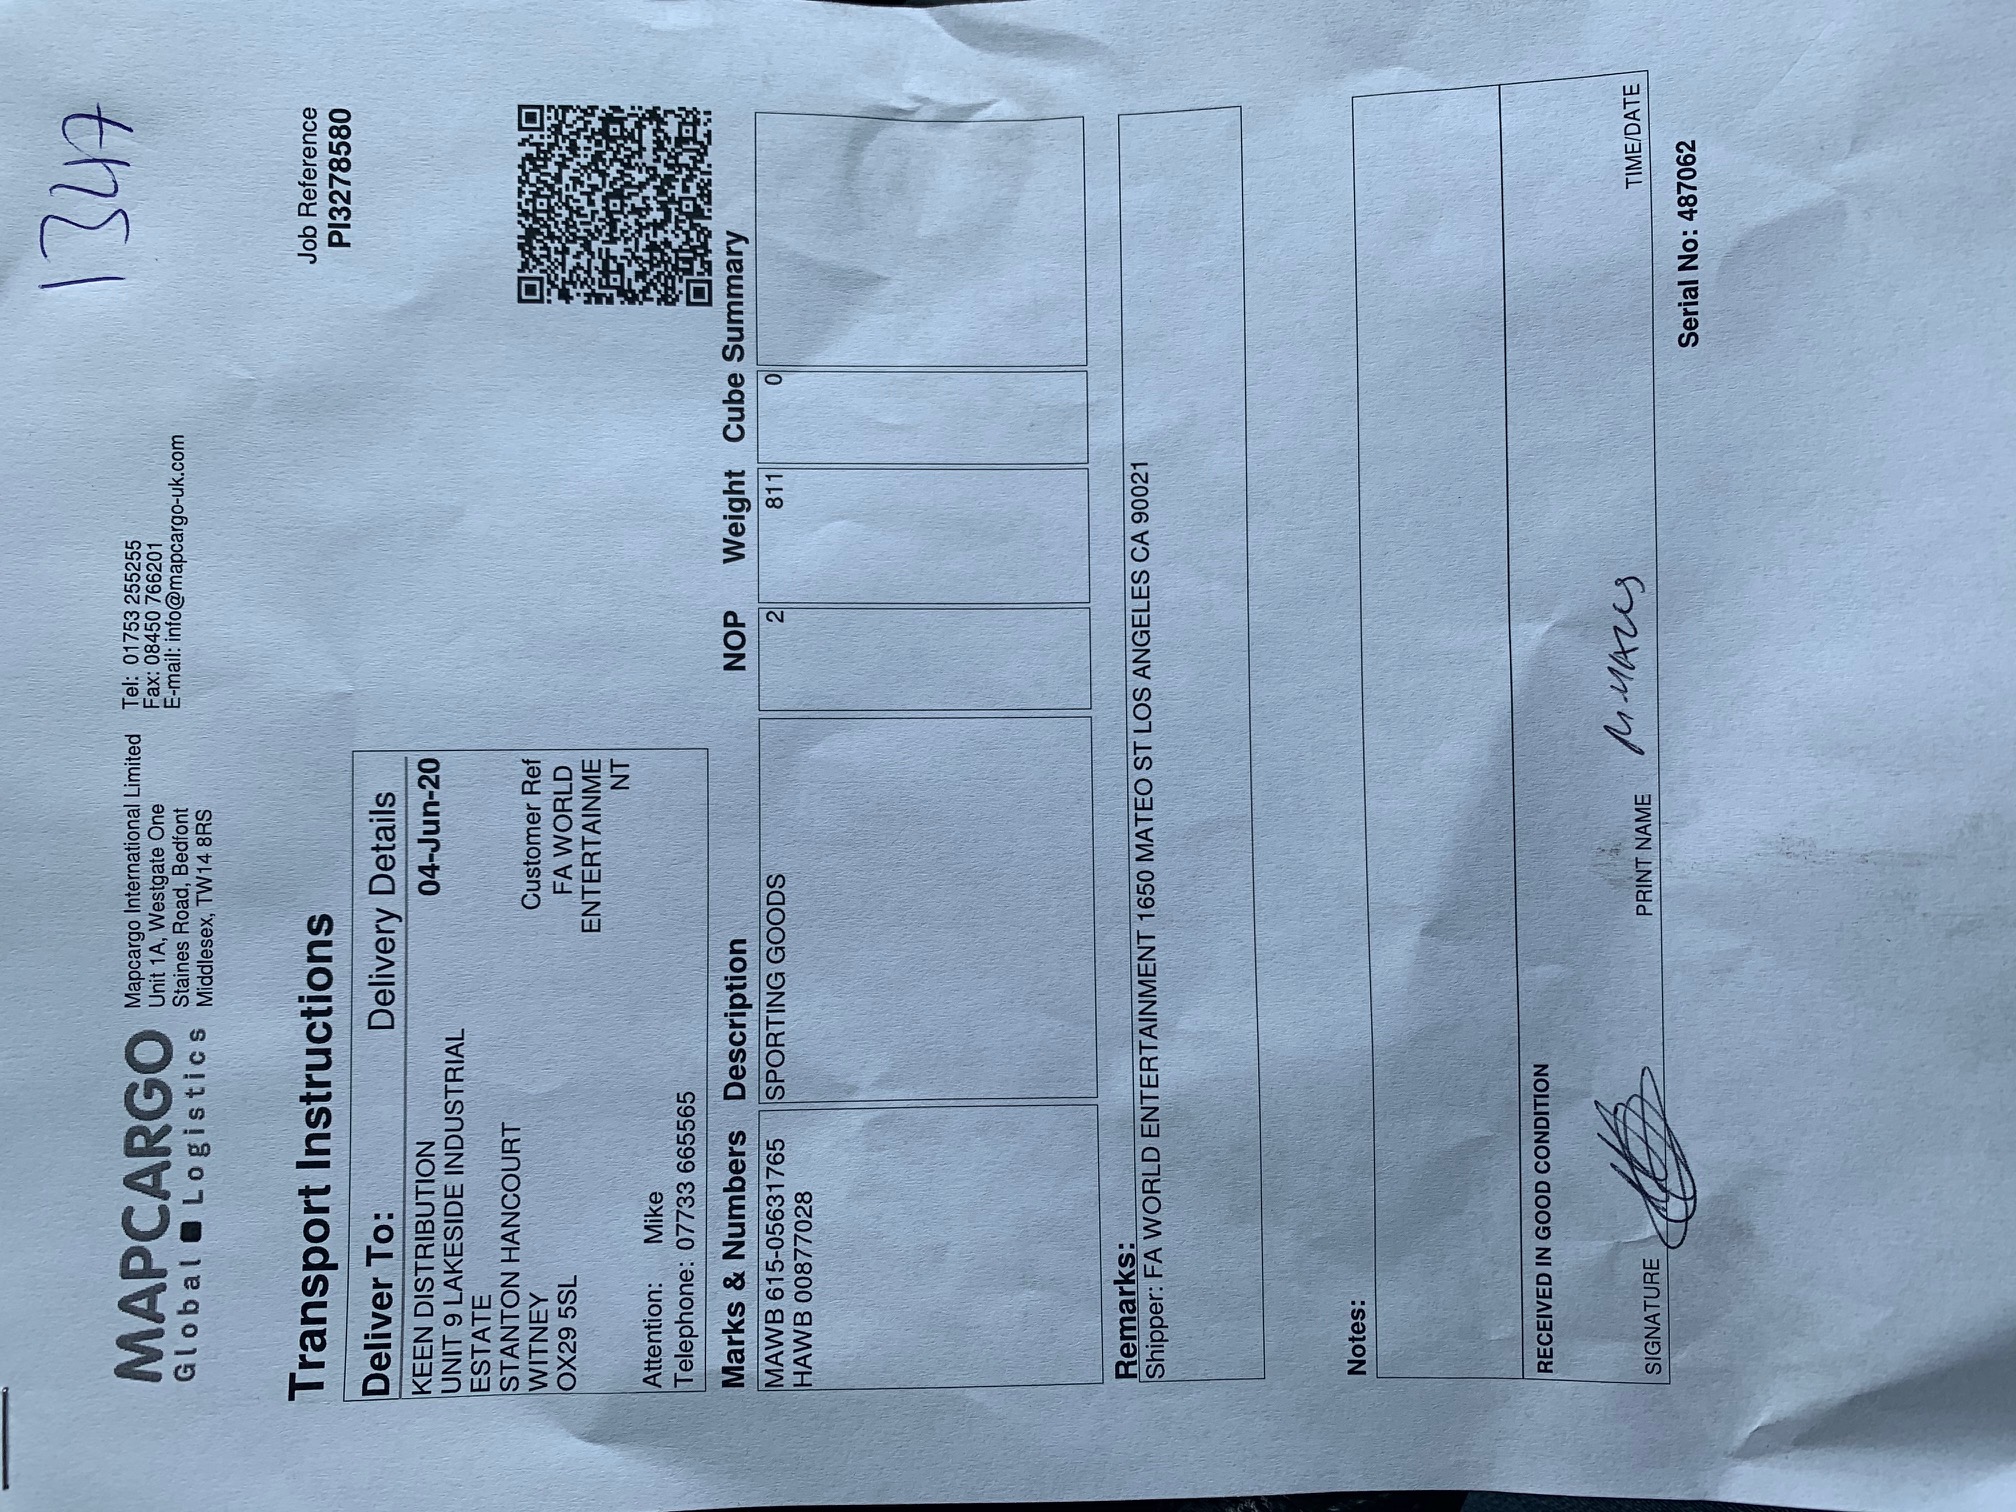 1347
MAPCARGO
Global Logistics
Mapcargo International Limited
Unit 1A, Westgate One
Staines Road, Bedfont
Middlesex, TW14 8RS
Tel: 01753 255255
Fax: 08450 766201
E-mail: info@mapcargo-uk.com
Transport Instructions
Job Reference
PI3278580
Deliver To: Delivery Details
KEEN DISTRIBUTION 04-Jun-20
UNIT 9 LAKESIDE INDUSTRIAL
ESTATE
STANTON HANCOURT
WITNEY Customer Ref
OX29 5SL FA WORLD
ENTERTAINME
NT
Attention: Mike
Telephone: 07733 665565
Marks & Numbers Description NOP Weight Cube Summary
MAWB 615-05631765 SPORTING GOODS 2 811 0
HAWB 00877028
Remarks:
Shipper: FA WORLD ENTERTAINMENT 1650 MATEO ST LOS ANGELES CA 90021
Notes:
RECEIVED IN GOOD CONDITION
SIGNATURE PRINT NAME TIME/DATE
Serial No: 487062